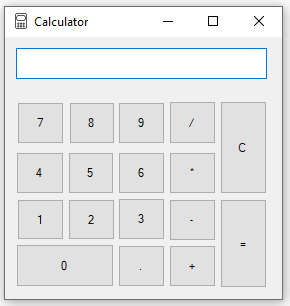 Calculator
7 8 9 /
C
4 5 6 *
1 2 3 -
=
0 . +